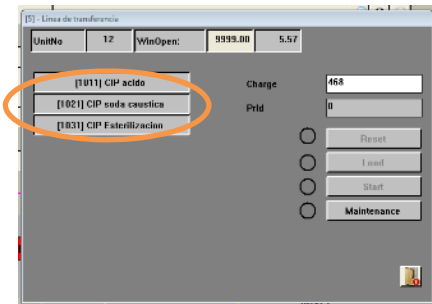 [5] - Linea de transferencia
UnitNo 12 WinOpen: 9999.00 5.57
[1011] CIP acido
[1021] CIP soda caustica
[1031] CIP Esterilizacion
Charge 468
PrId 0
Reset
Load
Start
Maintenance